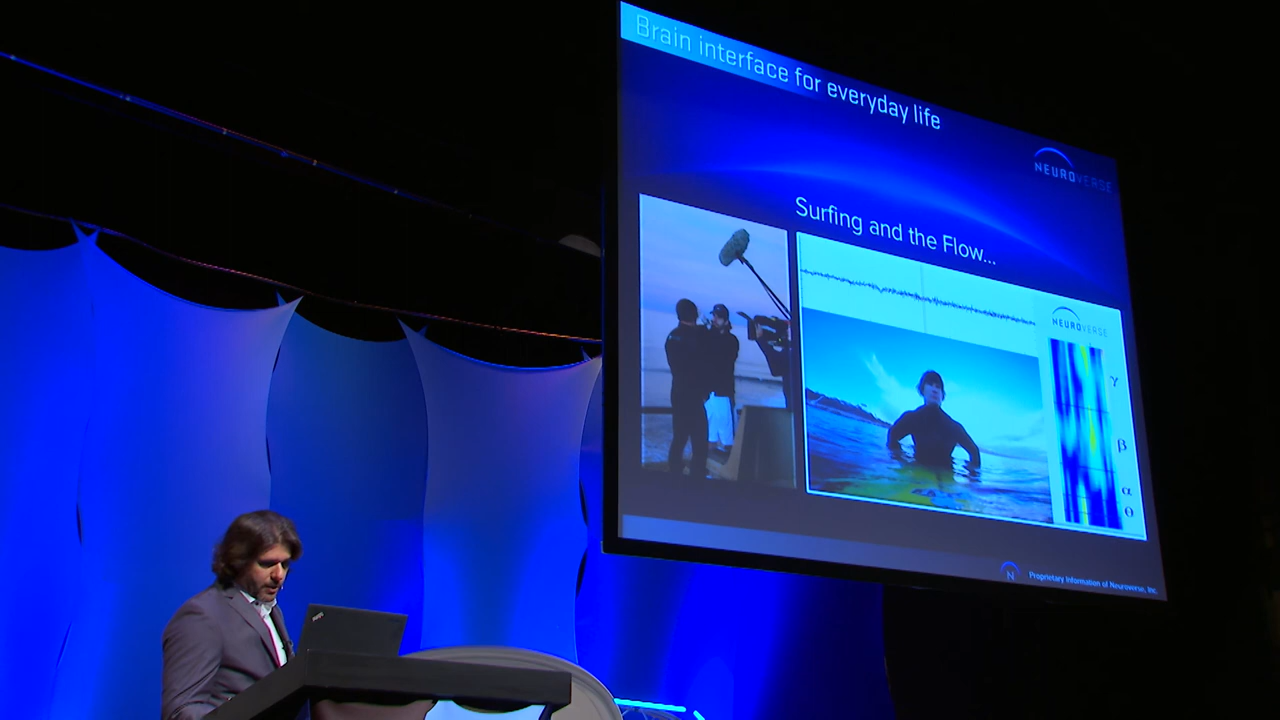 Brain interface for everyday life
NEUROVERSE
Surfing and the Flow...
NEUROVERSE
γ
β
α
θ
N
Proprietary Information of Neuroverse, Inc.